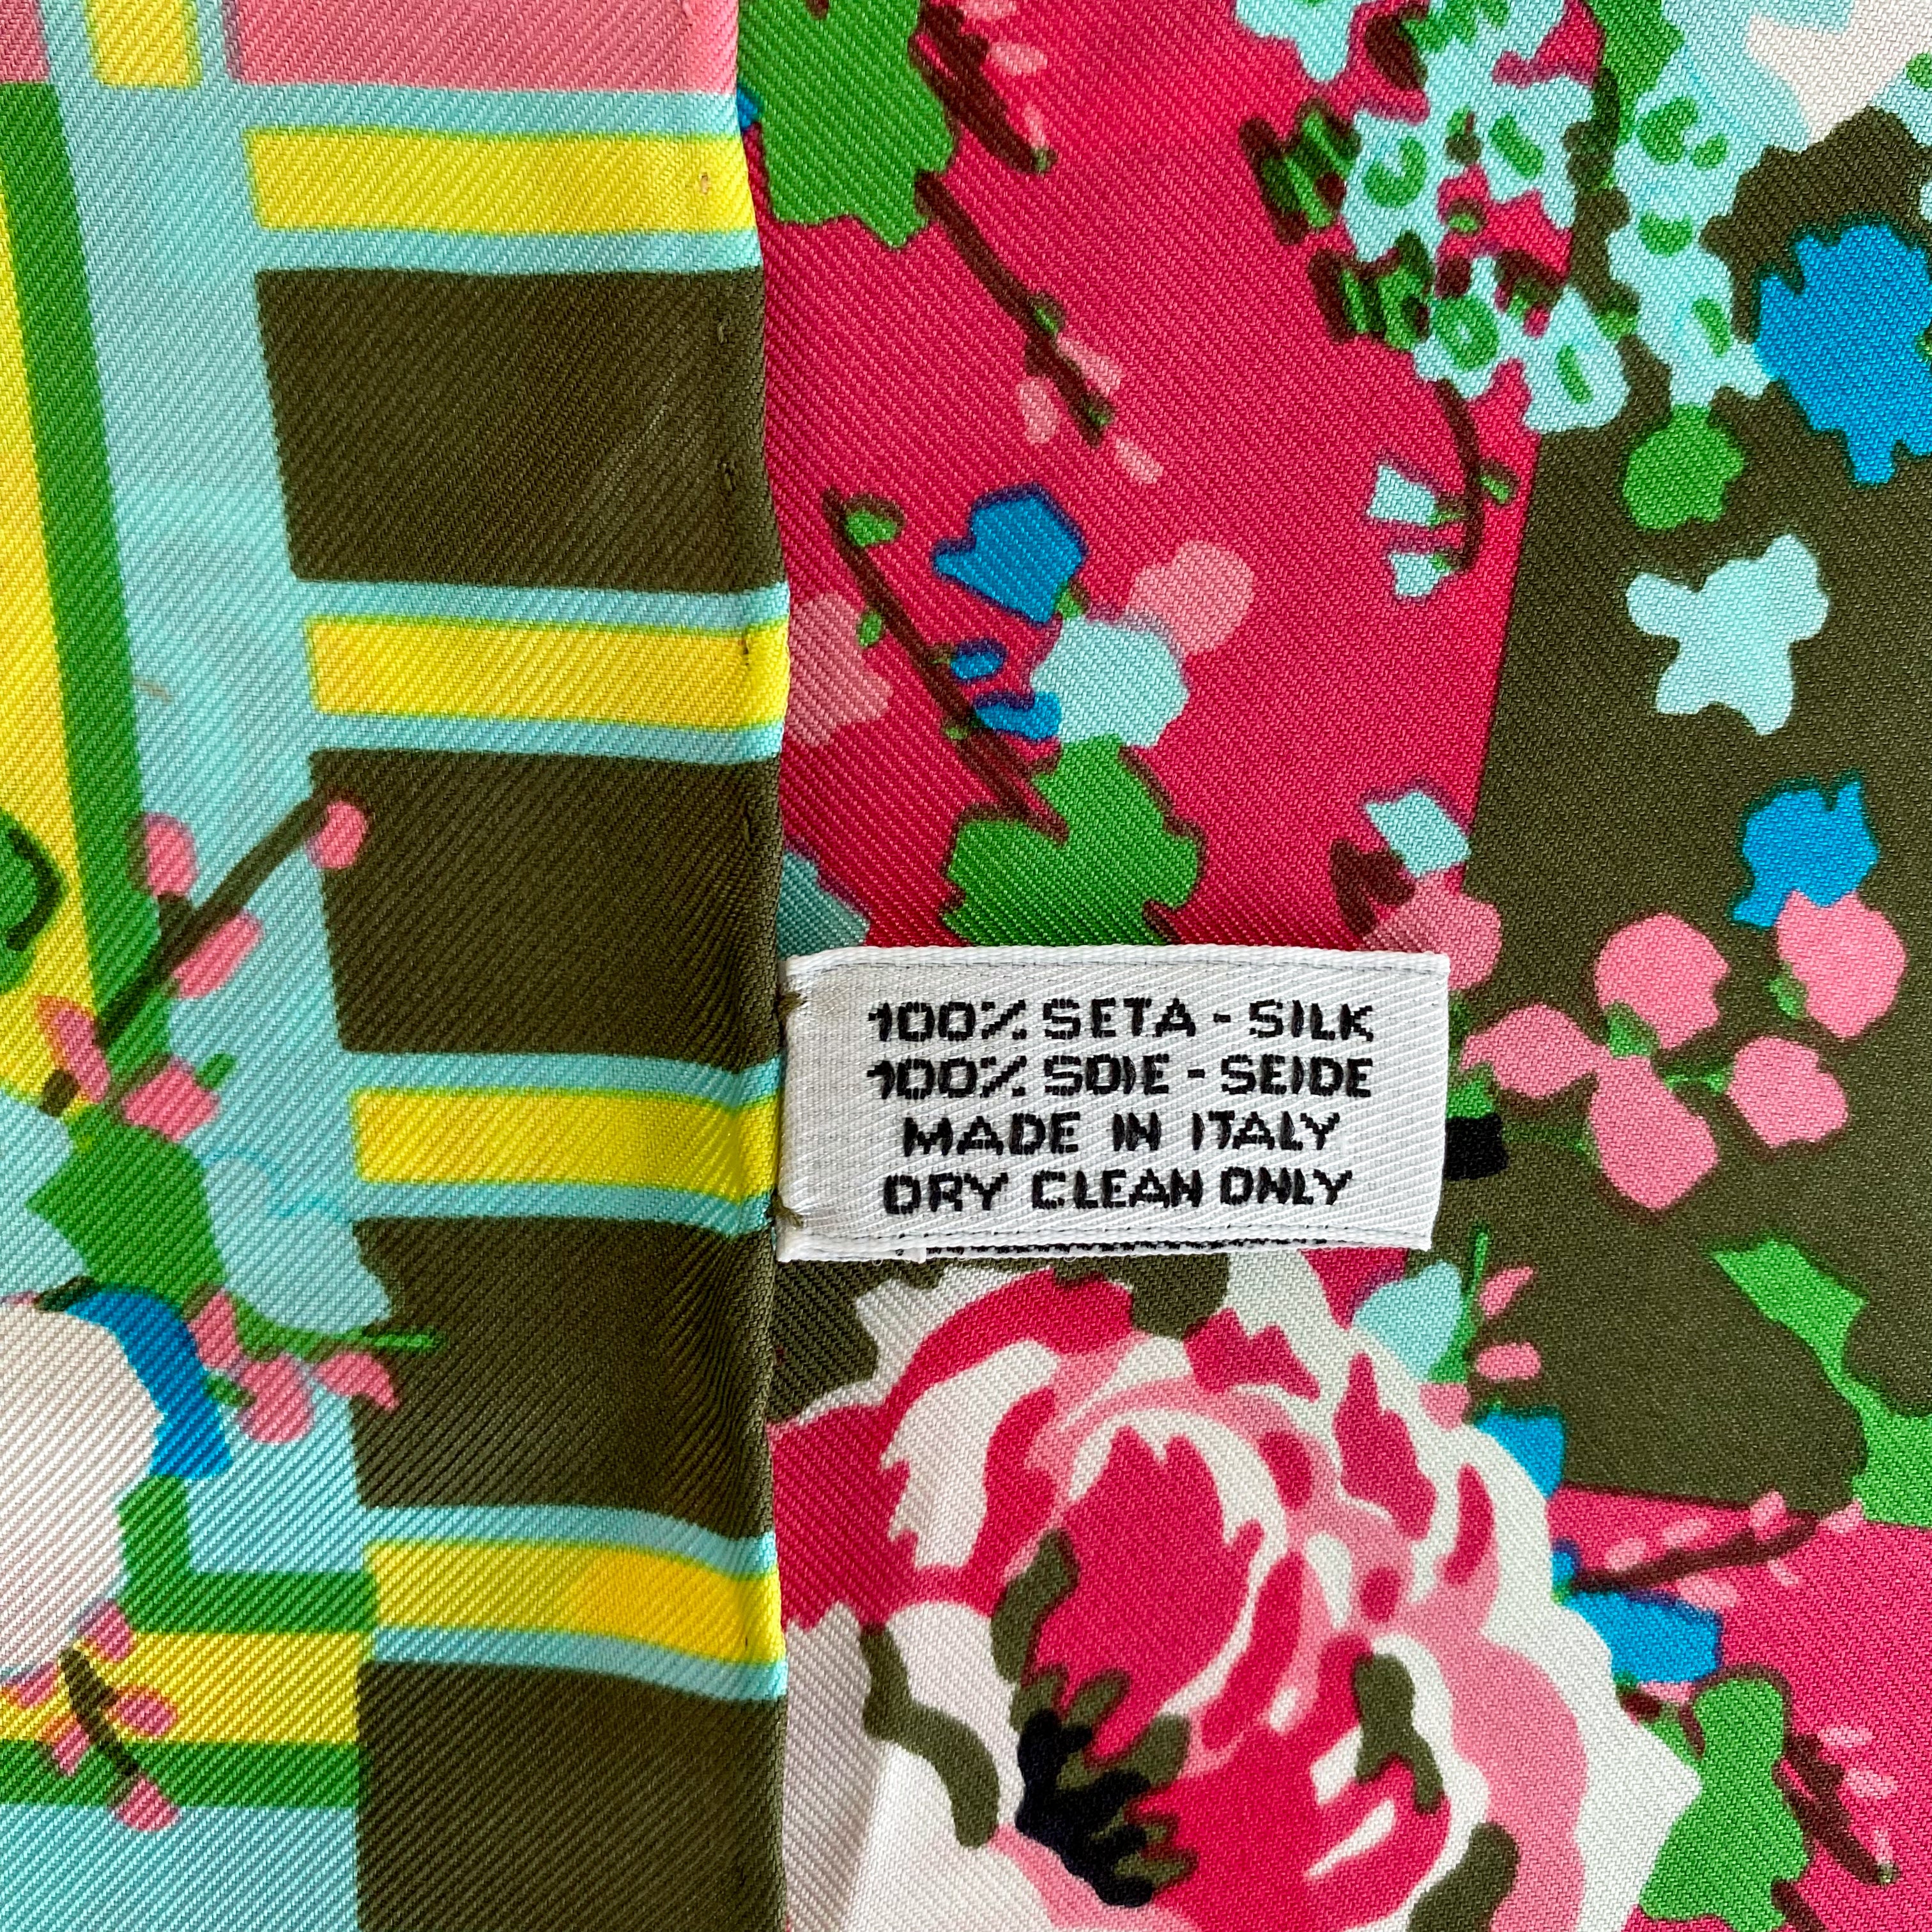 100% SETA - SILK
100% SOIE - SEIDE
MADE IN ITALY
DRY CLEAN ONLY